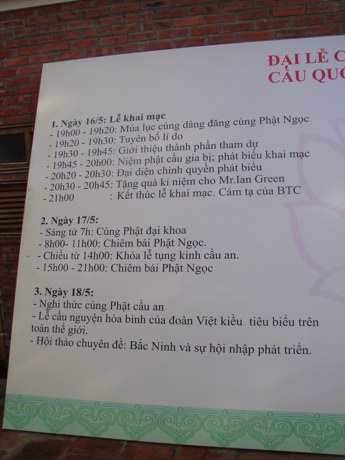 ĐẠI LỄ C
CẦU QUỐ
1. Ngày 16/5: Lễ khai mạc
- 19h00 - 19h20: Múa lục cúng dâng đăng cúng Phật Ngọc
- 19h20 - 19h30: Tuyên bố lí do
- 19h30 - 19h45: Giới thiệu thành phần tham dự
- 19h45 - 20h00: Niệm phật cầu gia bị; phát biểu khai mạc
- 20h20 - 20h30: Đại diện chính quyền phát biểu
- 20h30 - 20h45: Tặng quà kỉ niệm cho Mr.Ian Green
- 21h00 : Kết thúc lễ khai mạc. Cám tạ của BTC
2. Ngày 17/5:
- Sáng từ 7h: Cúng Phật đại khoa
- 8h00- 11h00: Chiêm bái Phật Ngọc.
- Chiều từ 14h00: Khóa lễ tụng kinh cầu an.
- 15h00 - 21h00: Chiêm bái Phật Ngọc
3. Ngày 18/5:
- Nghi thức cúng Phật cầu an
- Lễ cầu nguyện hòa bình của đoàn Việt kiều tiêu biểu trên
toàn thế giới.
- Hội thảo chuyên đề: Bắc Ninh và sự hội nhập phát triển.